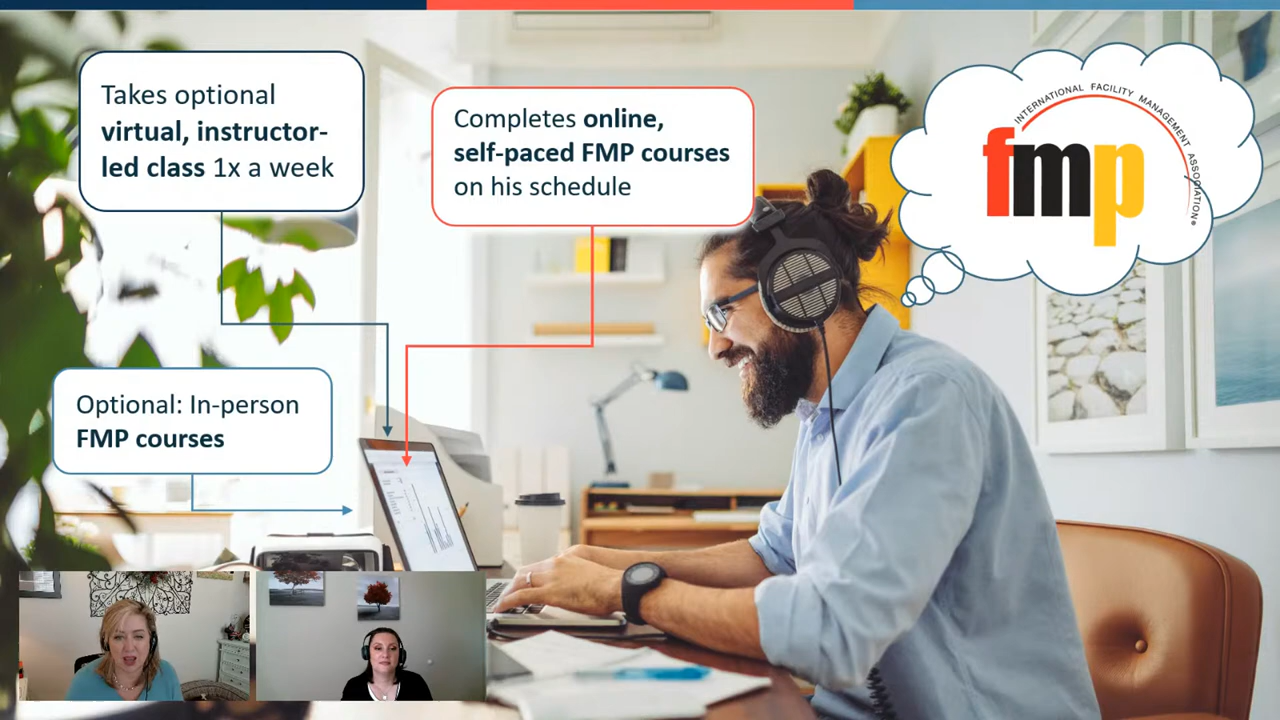 Takes optional
virtual, instructor-
led class 1x a week
Completes online,
self-paced FMP courses
on his schedule
INTERNATIONAL FACILITY MANAGEMENT ASSOCIATION®
fmp
Optional: In-person
FMP courses